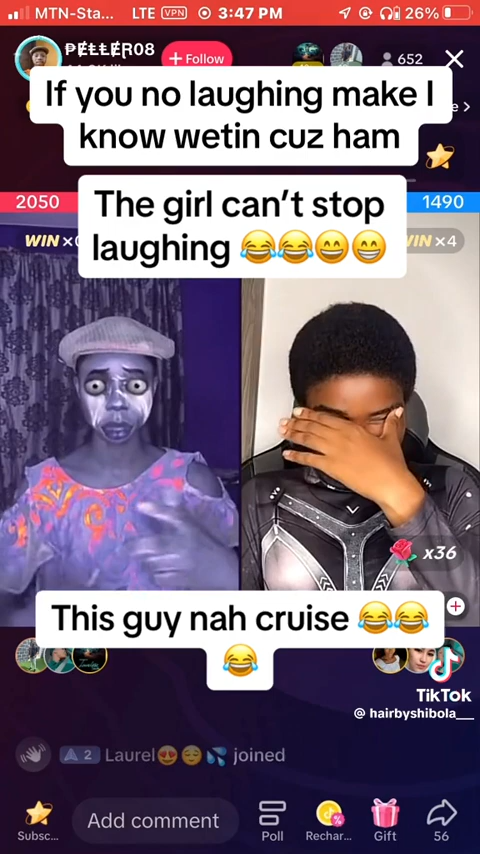 MTN-Sta... LTE VPN 3:47 PM 26%
₱ɆⱠⱠɆⱤ08
+ Follow
652
If you no laughing make I
know wetin cuz ham
2050
The girl can't stop
1490
laughing 😂😂😄😁
WIN x
WIN x4
x36
This guy nah cruise 😂😂
😂
TikTok
@ hairbyshibola___
2 Laurel😍😌💦 joined
Subsc...
Add comment
Poll
Rechar...
Gift
56